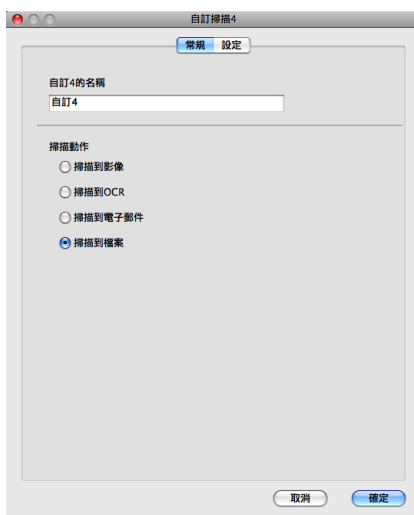 自訂掃描4
常規 設定
自訂4的名稱
自訂4
掃描動作
掃描到影像
掃描到OCR
掃描到電子郵件
掃描到檔案
取消 確定